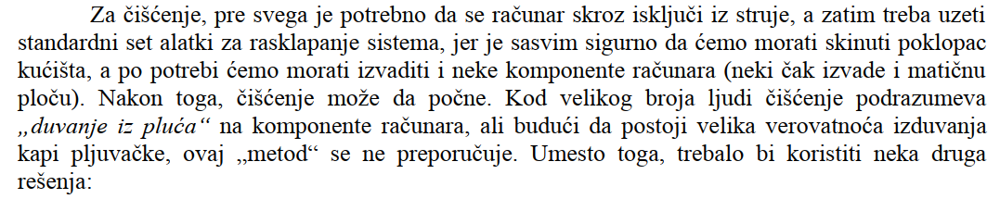 Za čišćenje, pre svega je potrebno da se računar skroz isključi iz struje, a zatim treba uzeti
standardni set alatki za rasklapanje sistema, jer je sasvim sigurno da ćemo morati skinuti poklopac
kućišta, a po potrebi ćemo morati izvaditi i neke komponente računara (neki čak izvade i matičnu
ploču). Nakon toga, čišćenje može da počne. Kod velikog broja ljudi čišćenje podrazumeva
„duvanje iz pluća“ na komponente računara, ali budući da postoji velika verovatnoća izduvanja
kapi pljuvačke, ovaj „metod“ se ne preporučuje. Umesto toga, trebalo bi koristiti neka druga
rešenja: